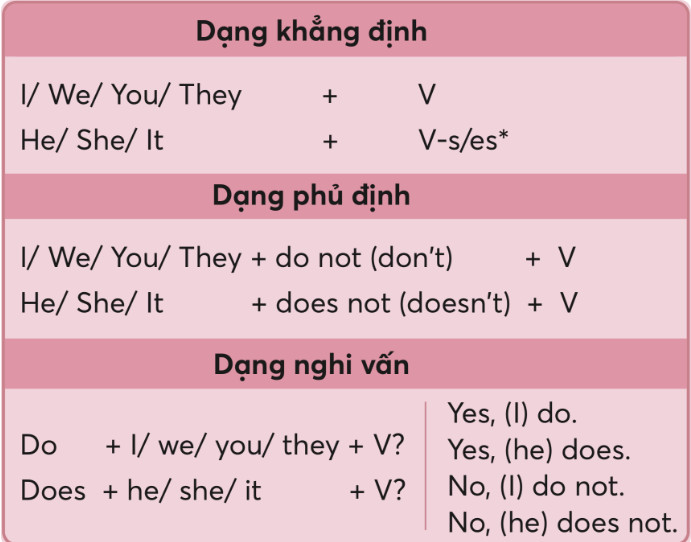 Dạng khẳng định
I/ We/ You/ They + V
He/ She/ It + V-s/es*
Dạng phủ định
I/ We/ You/ They + do not (don't) + V
He/ She/ It + does not (doesn't) + V
Dạng nghi vấn
Do + I/ we/ you/ they + V?
Does + he/ she/ it + V?
Yes, (I) do.
Yes, (he) does.
No, (I) do not.
No, (he) does not.